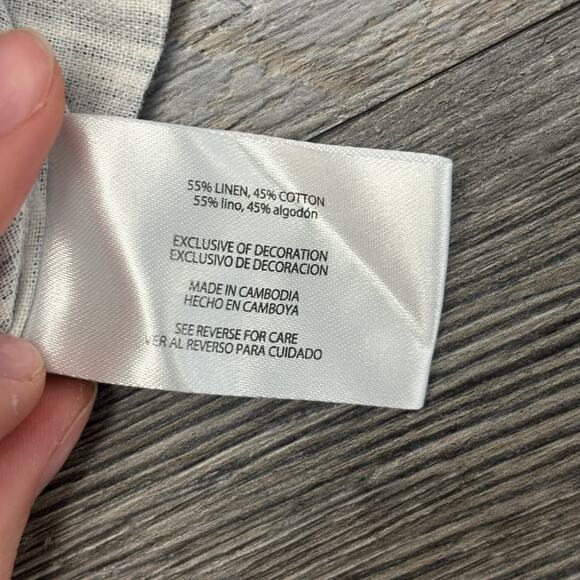 55% LINEN, 45% COTTON
55% lino, 45% algodón
EXCLUSIVE OF DECORATION
EXCLUSIVO DE DECORACION
MADE IN CAMBODIA
HECHO EN CAMBOYA
SEE REVERSE FOR CARE
VER AL REVERSO PARA CUIDADO